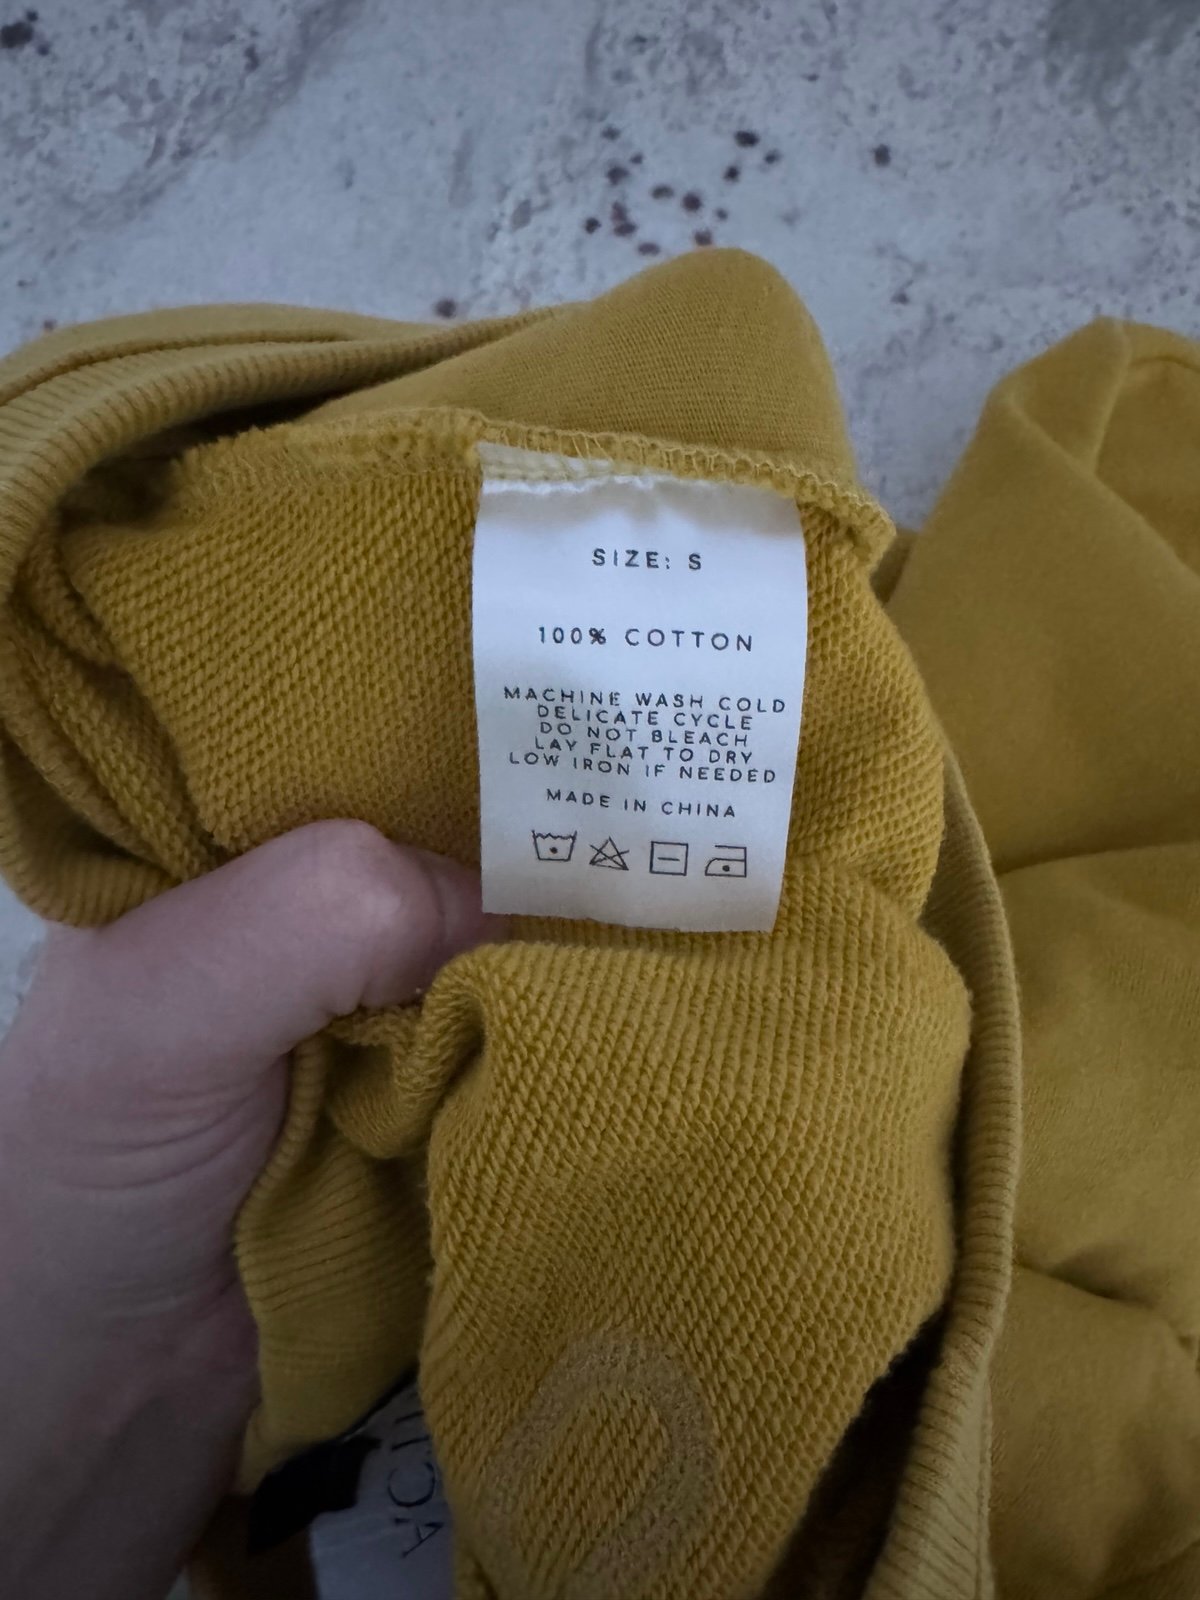 SIZE: S
100% COTTON
MACHINE WASH COLD
DELICATE CYCLE
DO NOT BLEACH
LAY FLAT TO DRY
LOW IRON IF NEEDED
MADE IN CHINA